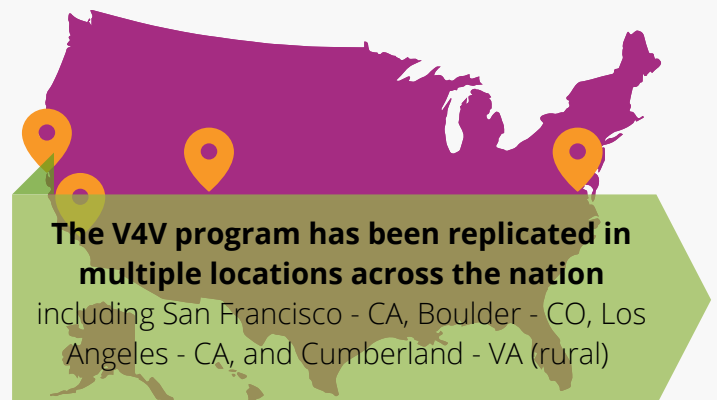 The V4V program has been replicated in
multiple locations across the nation
including San Francisco - CA, Boulder - CO, Los
Angeles - CA, and Cumberland - VA (rural)